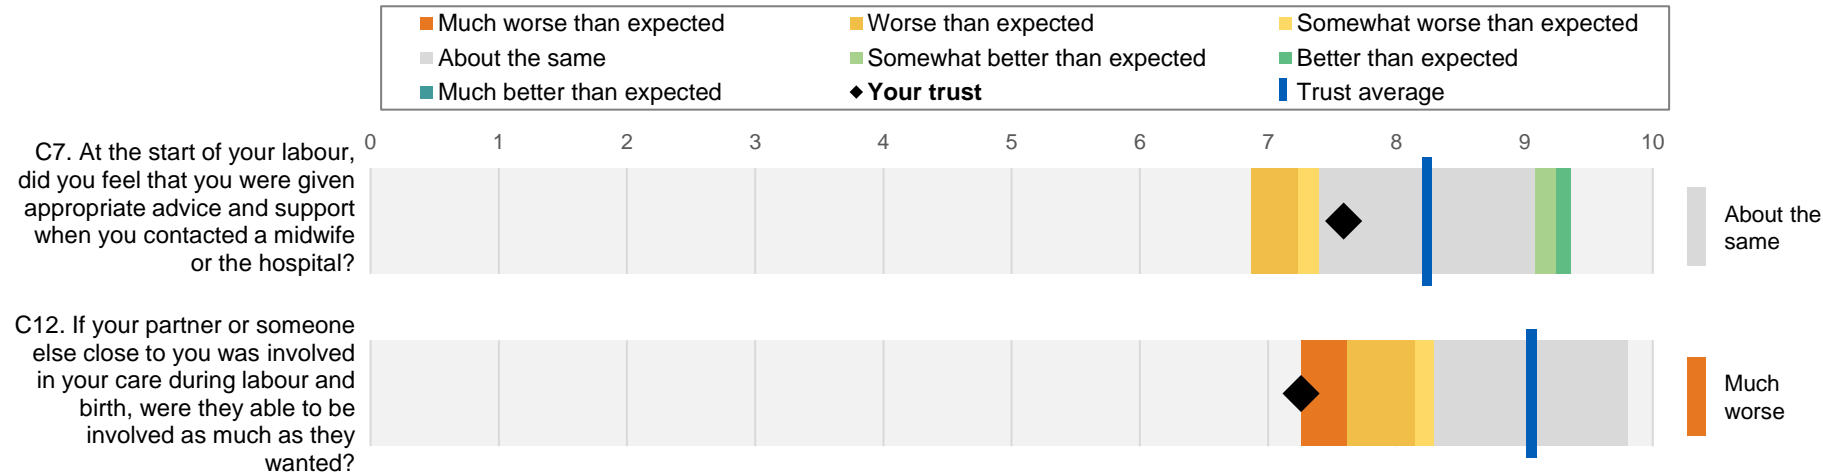 Much worse than expected
Worse than expected
Somewhat worse than expected
About the same
Somewhat better than expected
Better than expected
Much better than expected
Your trust
Trust average
0 1 2 3 4 5 6 7 8 9 10
C7. At the start of your labour,
did you feel that you were given
appropriate advice and support
when you contacted a midwife
or the hospital?
About the
same
C12. If your partner or someone
else close to you was involved
in your care during labour and
birth, were they able to be
involved as much as they
wanted?
Much
worse